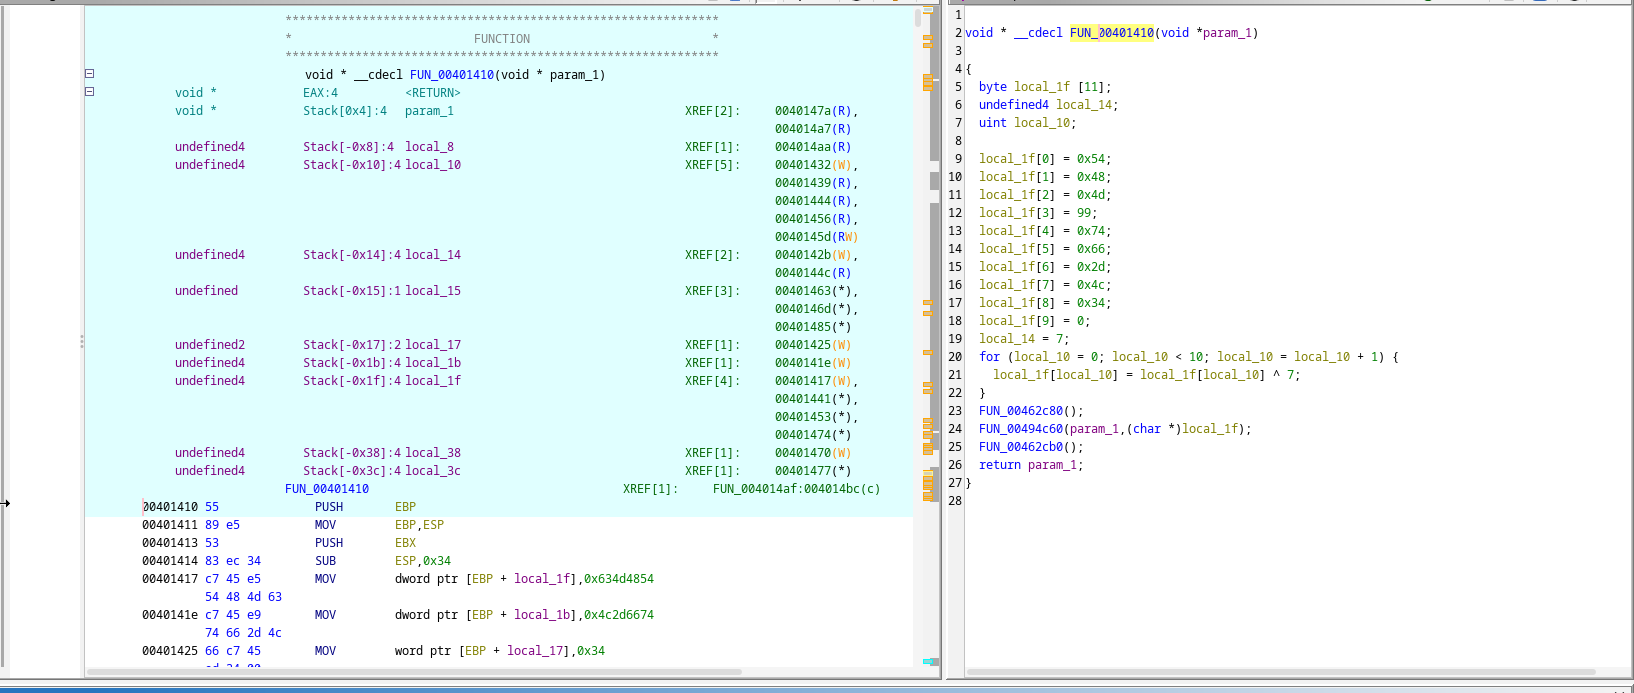 ******************************************************************
* FUNCTION *
******************************************************************
void * __cdecl FUN_00401410(void * param_1)
void * EAX:4 <RETURN>
void * Stack[0x4]:4 param_1 XREF[2]: 0040147a(R),
004014a7(R)
undefined4 Stack[-0x8]:4 local_8 XREF[1]: 004014aa(R)
undefined4 Stack[-0x10]:4 local_10 XREF[5]: 00401432(W),
00401439(R),
00401444(R),
00401456(R),
0040145d(RW)
undefined4 Stack[-0x14]:4 local_14 XREF[2]: 0040142b(W),
0040144c(R)
undefined Stack[-0x15]:1 local_15 XREF[3]: 00401463(*),
0040146d(*),
00401485(*)
undefined2 Stack[-0x17]:2 local_17 XREF[1]: 00401425(W)
undefined4 Stack[-0x1b]:4 local_1b XREF[1]: 0040141e(W)
undefined4 Stack[-0x1f]:4 local_1f XREF[4]: 00401417(W),
00401441(*),
00401453(*),
00401474(*)
undefined4 Stack[-0x38]:4 local_38 XREF[1]: 00401470(W)
undefined4 Stack[-0x3c]:4 local_3c XREF[1]: 00401477(*)
FUN_00401410 XREF[1]: FUN_004014af:004014bc(c)
00401410 55 PUSH EBP
00401411 89 e5 MOV EBP,ESP
00401413 53 PUSH EBX
00401414 83 ec 34 SUB ESP,0x34
00401417 c7 45 e5 MOV dword ptr [EBP + local_1f],0x634d4854
54 48 4d 63
0040141e c7 45 e9 MOV dword ptr [EBP + local_1b],0x4c2d6674
74 66 2d 4c
00401425 66 c7 45 MOV word ptr [EBP + local_17],0x34
1
2 void * __cdecl FUN_00401410(void *param_1)
3
4 {
5 byte local_1f [11];
6 undefined4 local_14;
7 uint local_10;
8
9 local_1f[0] = 0x54;
10 local_1f[1] = 0x48;
11 local_1f[2] = 0x4d;
12 local_1f[3] = 99;
13 local_1f[4] = 0x74;
14 local_1f[5] = 0x66;
15 local_1f[6] = 0x2d;
16 local_1f[7] = 0x4c;
17 local_1f[8] = 0x34;
18 local_1f[9] = 0;
19 local_14 = 7;
20 for (local_10 = 0; local_10 < 10; local_10 = local_10 + 1) {
21 local_1f[local_10] = local_1f[local_10] ^ 7;
22 }
23 FUN_00462c80();
24 FUN_00494c60(param_1,(char *)local_1f);
25 FUN_00462cb0();
26 return param_1;
27 }
28